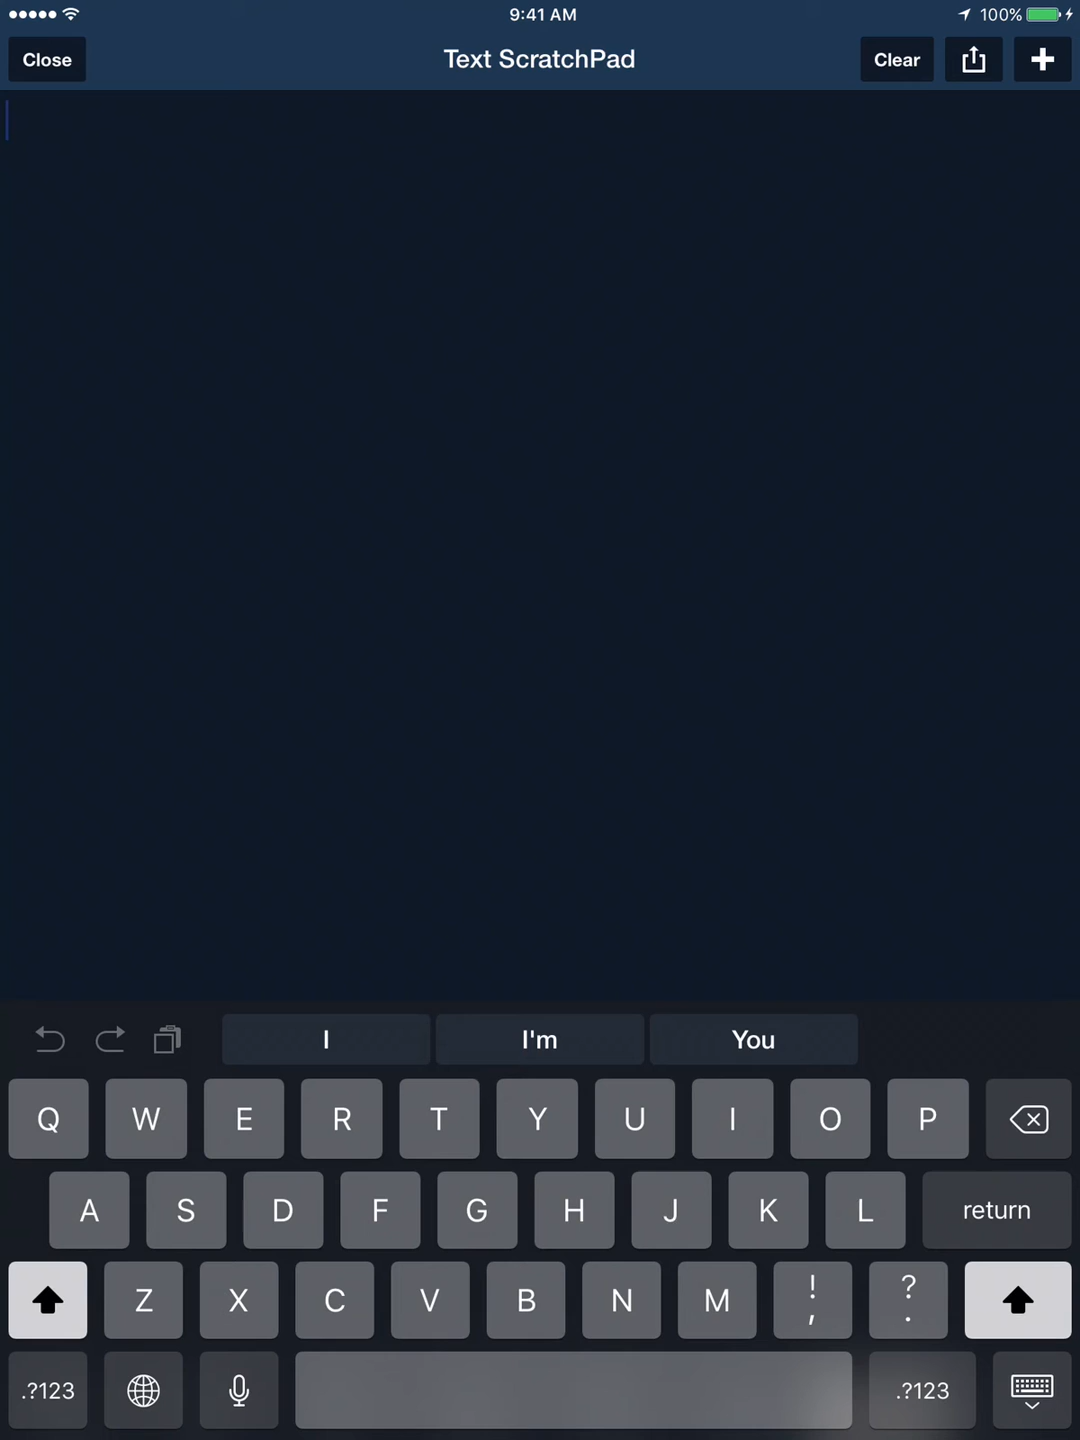 9:41 AM 100%
Close Text ScratchPad Clear
I I'm You
Q W E R T Y U I O P
A S D F G H J K L return
Z X C V B N M ! , ? .
.?123 .?123